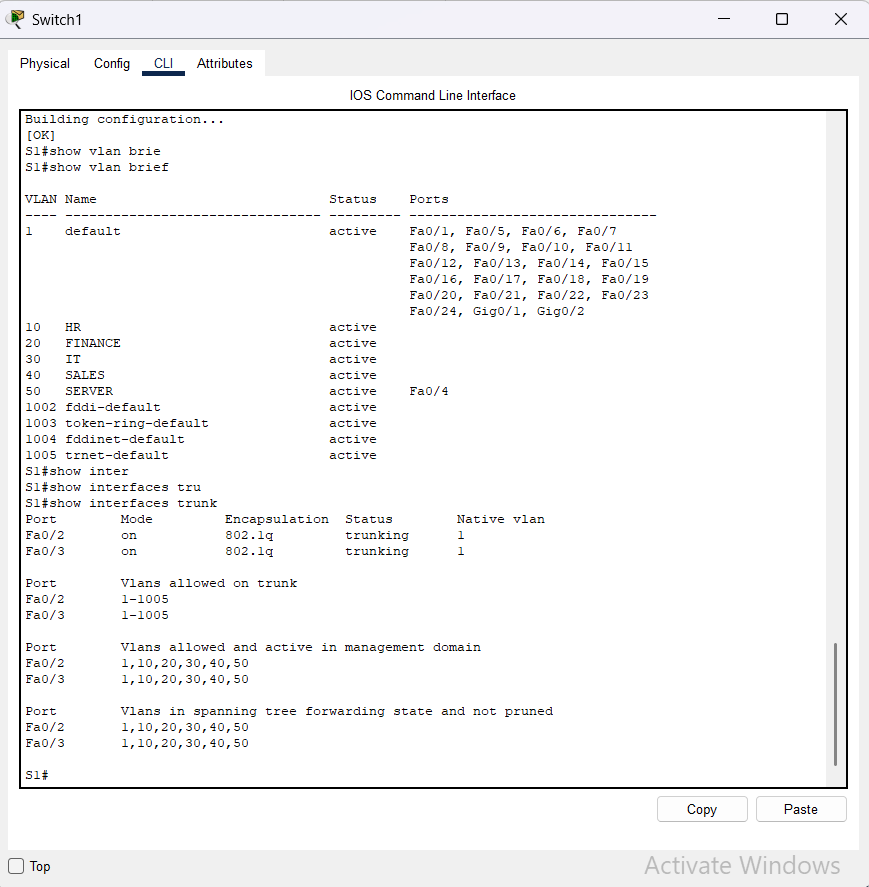 Switch1
Physical Config CLI Attributes
IOS Command Line Interface
Building configuration...
[OK]
S1#show vlan brie
S1#show vlan brief
VLAN Name                             Status    Ports
---- -------------------------------- --------- -------------------------------
1    default                          active    Fa0/1, Fa0/5, Fa0/6, Fa0/7
                                                Fa0/8, Fa0/9, Fa0/10, Fa0/11
                                                Fa0/12, Fa0/13, Fa0/14, Fa0/15
                                                Fa0/16, Fa0/17, Fa0/18, Fa0/19
                                                Fa0/20, Fa0/21, Fa0/22, Fa0/23
                                                Fa0/24, Gig0/1, Gig0/2
10   HR                               active
20   FINANCE                          active
30   IT                               active
40   SALES                            active
50   SERVER                           active    Fa0/4
1002 fddi-default                     active
1003 token-ring-default               active
1004 fddinet-default                  active
1005 trnet-default                    active
S1#show inter
S1#show interfaces tru
S1#show interfaces trunk
Port        Mode         Encapsulation  Status        Native vlan
Fa0/2       on           802.1q         trunking      1
Fa0/3       on           802.1q         trunking      1
Port        Vlans allowed on trunk
Fa0/2       1-1005
Fa0/3       1-1005
Port        Vlans allowed and active in management domain
Fa0/2       1,10,20,30,40,50
Fa0/3       1,10,20,30,40,50
Port        Vlans in spanning tree forwarding state and not pruned
Fa0/2       1,10,20,30,40,50
Fa0/3       1,10,20,30,40,50
S1#
Copy Paste
Top
Activate Windows